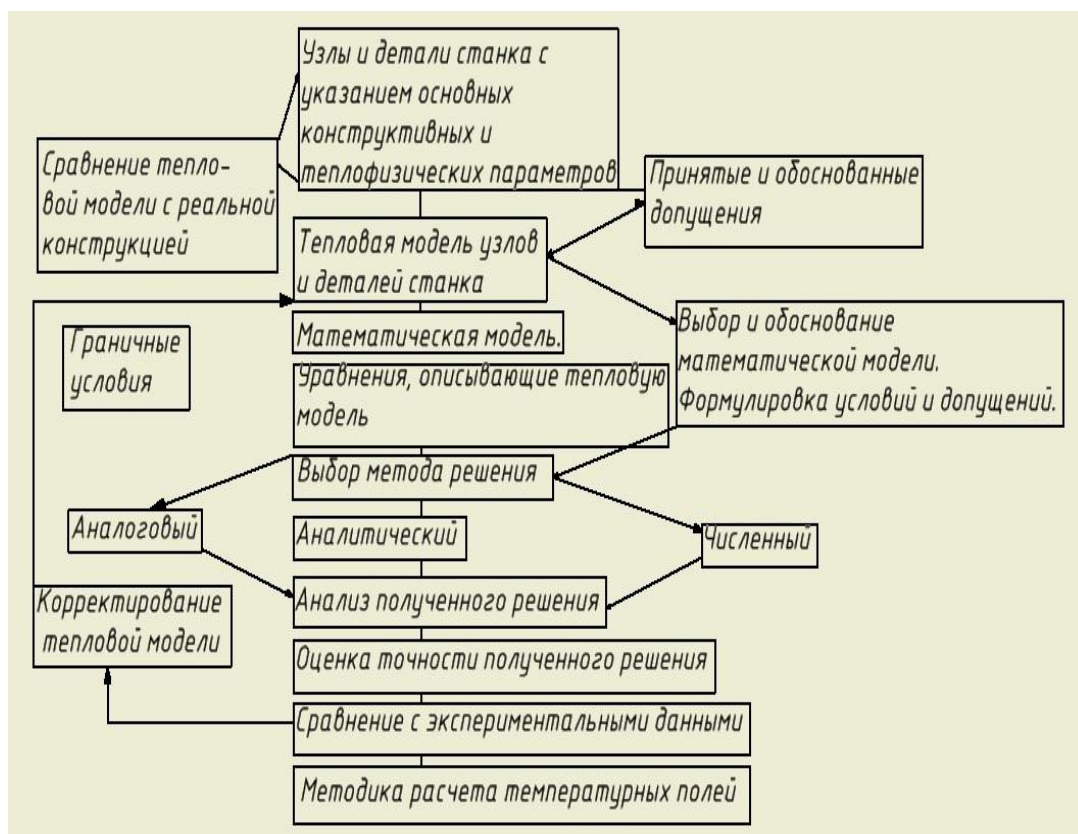 Узлы и детали станка с
указанием основных
конструктивных и
теплофизических параметров
Сравнение тепло-
вой модели с реальной
конструкцией
Принятые и обоснованные
допущения
Тепловая модель узлов
и деталей станка
Математическая модель.
Граничные
условия
Выбор и обоснование
математической модели.
Формулировка условий и допущений.
Уравнения, описывающие тепловую
модель
Выбор метода решения
Аналоговый
Аналитический
Численный
Анализ полученного решения
Корректирование
тепловой модели
Оценка точности полученного решения
Сравнение с экспериментальными данными
Методика расчета температурных полей